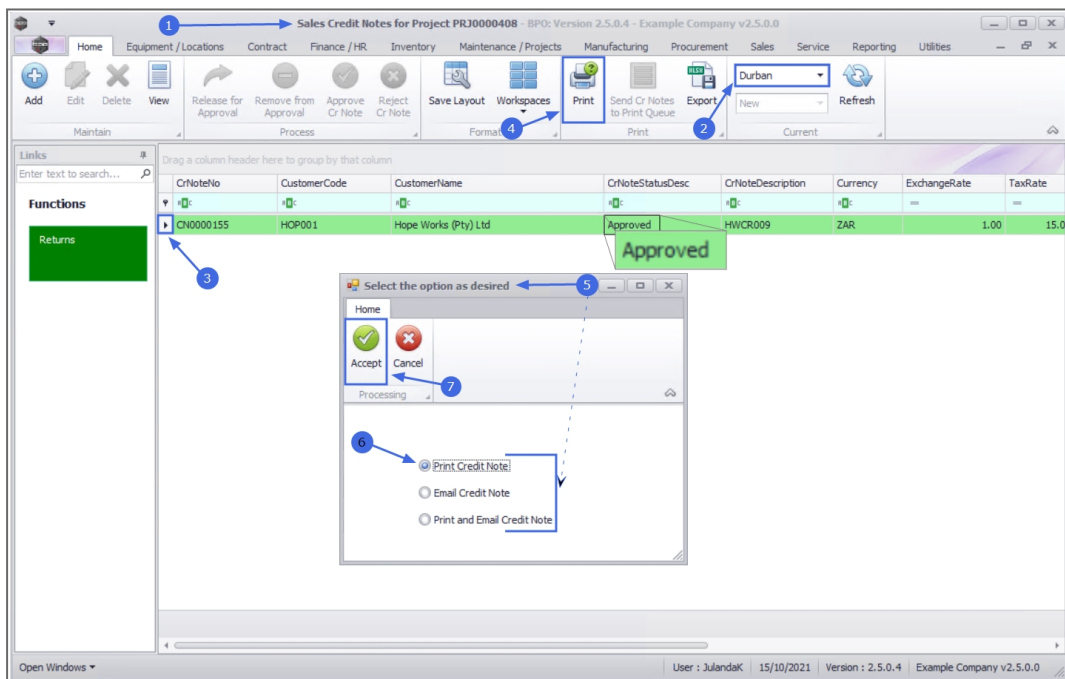 1
Sales Credit Notes for Project PRJ0000408 - BPO: Version 2.5.0.4 - Example Company v2.5.0.0
Home Equipment / Locations Contract Finance / HR Inventory Maintenance / Projects Manufacturing Procurement Sales Service Reporting Utilities
Add Edit Delete View Release for Approval Remove from Approval Approve Cr Note Reject Cr Note Save Layout Workspaces Print Send Cr Notes to Print Queue Export Durban New Refresh
4
2
Maintain Process Format Print Current
Links
Enter text to search...
Functions
Returns
Drag a column header here to group by that column
CrNoteNo CustomerCode CustomerName CrNoteStatusDesc CrNoteDescription Currency ExchangeRate TaxRate
CN0000155 HOP001 Hope Works (Pty) Ltd Approved HWCR009 ZAR 1.00 15.0
Approved
3
Select the option as desired
5
Home
Accept Cancel
7
Processing
6
Print Credit Note
Email Credit Note
Print and Email Credit Note
Open Windows
User : JulandaK 15/10/2021 Version : 2.5.0.4 Example Company v2.5.0.0